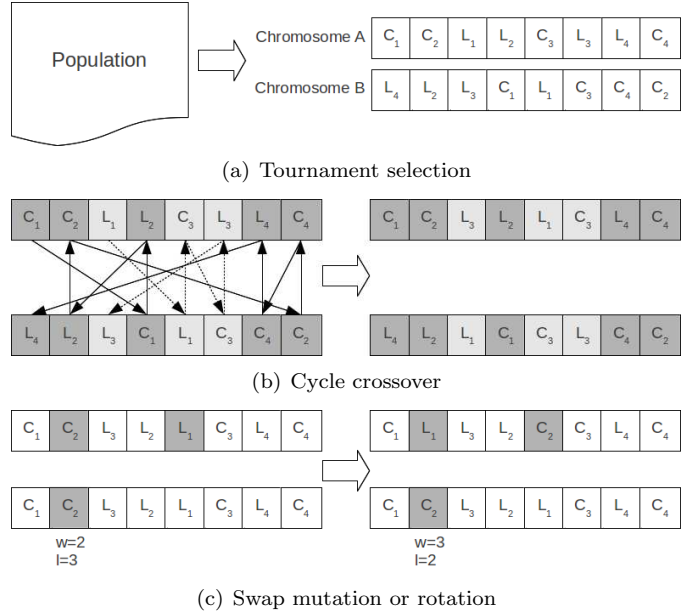 Population
Chromosome A C₁ C₂ L₁ L₂ C₃ L₃ L₄ C₄
Chromosome B L₄ L₂ L₃ C₁ L₁ C₃ C₄ C₂
(a) Tournament selection
C₁ C₂ L₁ L₂ C₃ L₃ L₄ C₄ C₁ C₂ L₃ L₂ L₁ C₃ L₄ C₄
L₄ L₂ L₃ C₁ L₁ C₃ C₄ C₂ L₄ L₂ L₁ C₁ C₃ L₃ C₄ C₂
(b) Cycle crossover
C₁ C₂ L₃ L₂ L₁ C₃ L₄ C₄ C₁ L₁ L₃ L₂ C₂ C₃ L₄ C₄
C₁ C₂ L₃ L₂ L₁ C₃ L₄ C₄ C₁ C₂ L₃ L₂ L₁ C₃ L₄ C₄
w=2 w=3
l=3 l=2
(c) Swap mutation or rotation